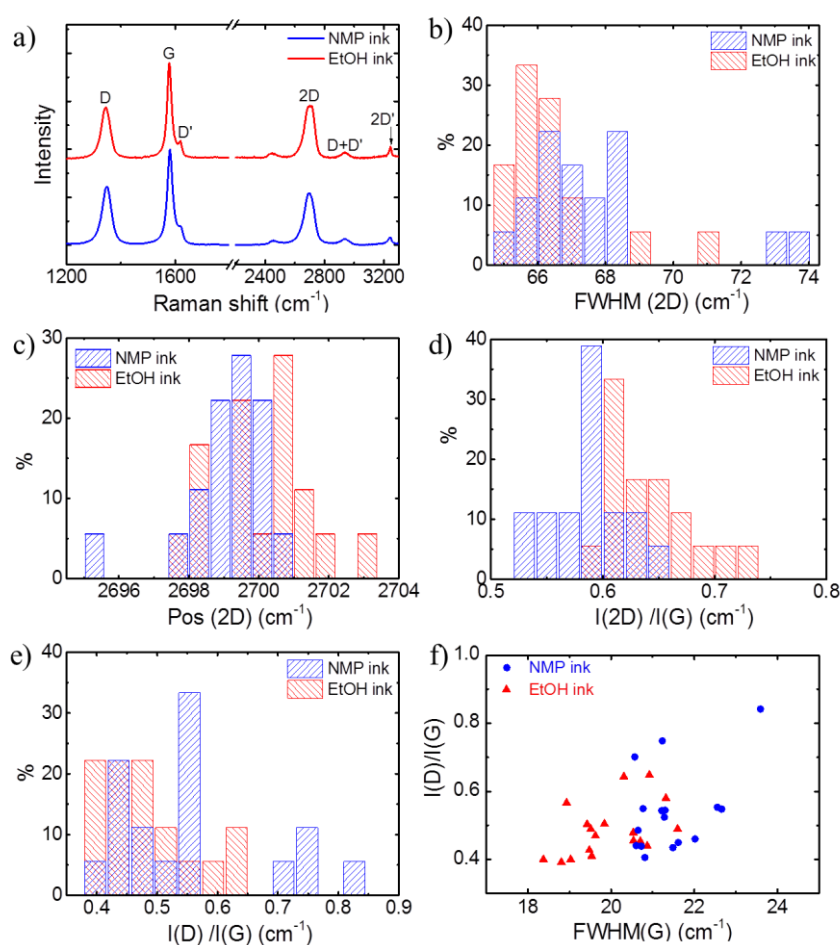 a)
NMP ink
EtOH ink
G
D
D'
2D
D+D'
2D'
Intensity
1200 1600 2400 2800 3200
Raman shift (cm-1)
b)
NMP ink
EtOH ink
40
30
20
10
0
%
66 68 70 72 74
FWHM (2D) (cm-1)
c)
NMP ink
EtOH ink
30
20
10
0
%
2696 2698 2700 2702 2704
Pos (2D) (cm-1)
d)
NMP ink
EtOH ink
40
30
20
10
0
%
0.5 0.6 0.7 0.8
I(2D) /I(G) (cm-1)
e)
NMP ink
EtOH ink
40
30
20
10
0
%
0.4 0.5 0.6 0.7 0.8 0.9
I(D) /I(G) (cm-1)
f)
NMP ink
EtOH ink
1.0
0.8
0.6
0.4
I(D)/I(G)
18 20 22 24
FWHM(G) (cm-1)